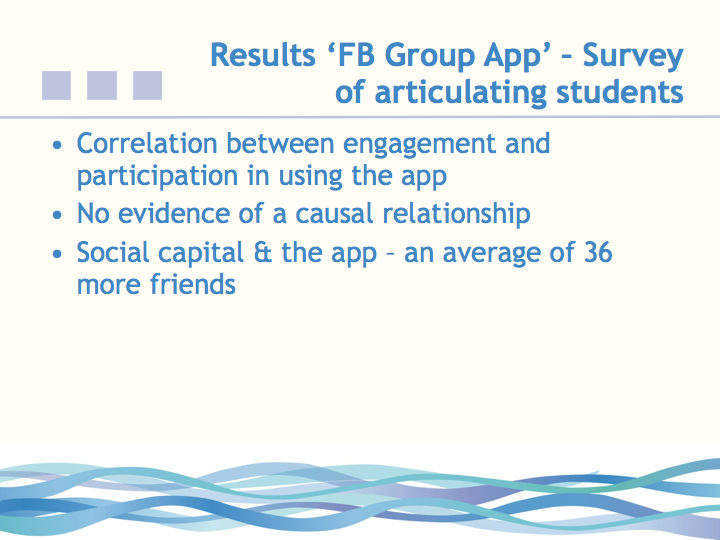 Results ‘FB Group App’ – Survey
of articulating students
• Correlation between engagement and
participation in using the app
• No evidence of a causal relationship
• Social capital & the app – an average of 36
more friends